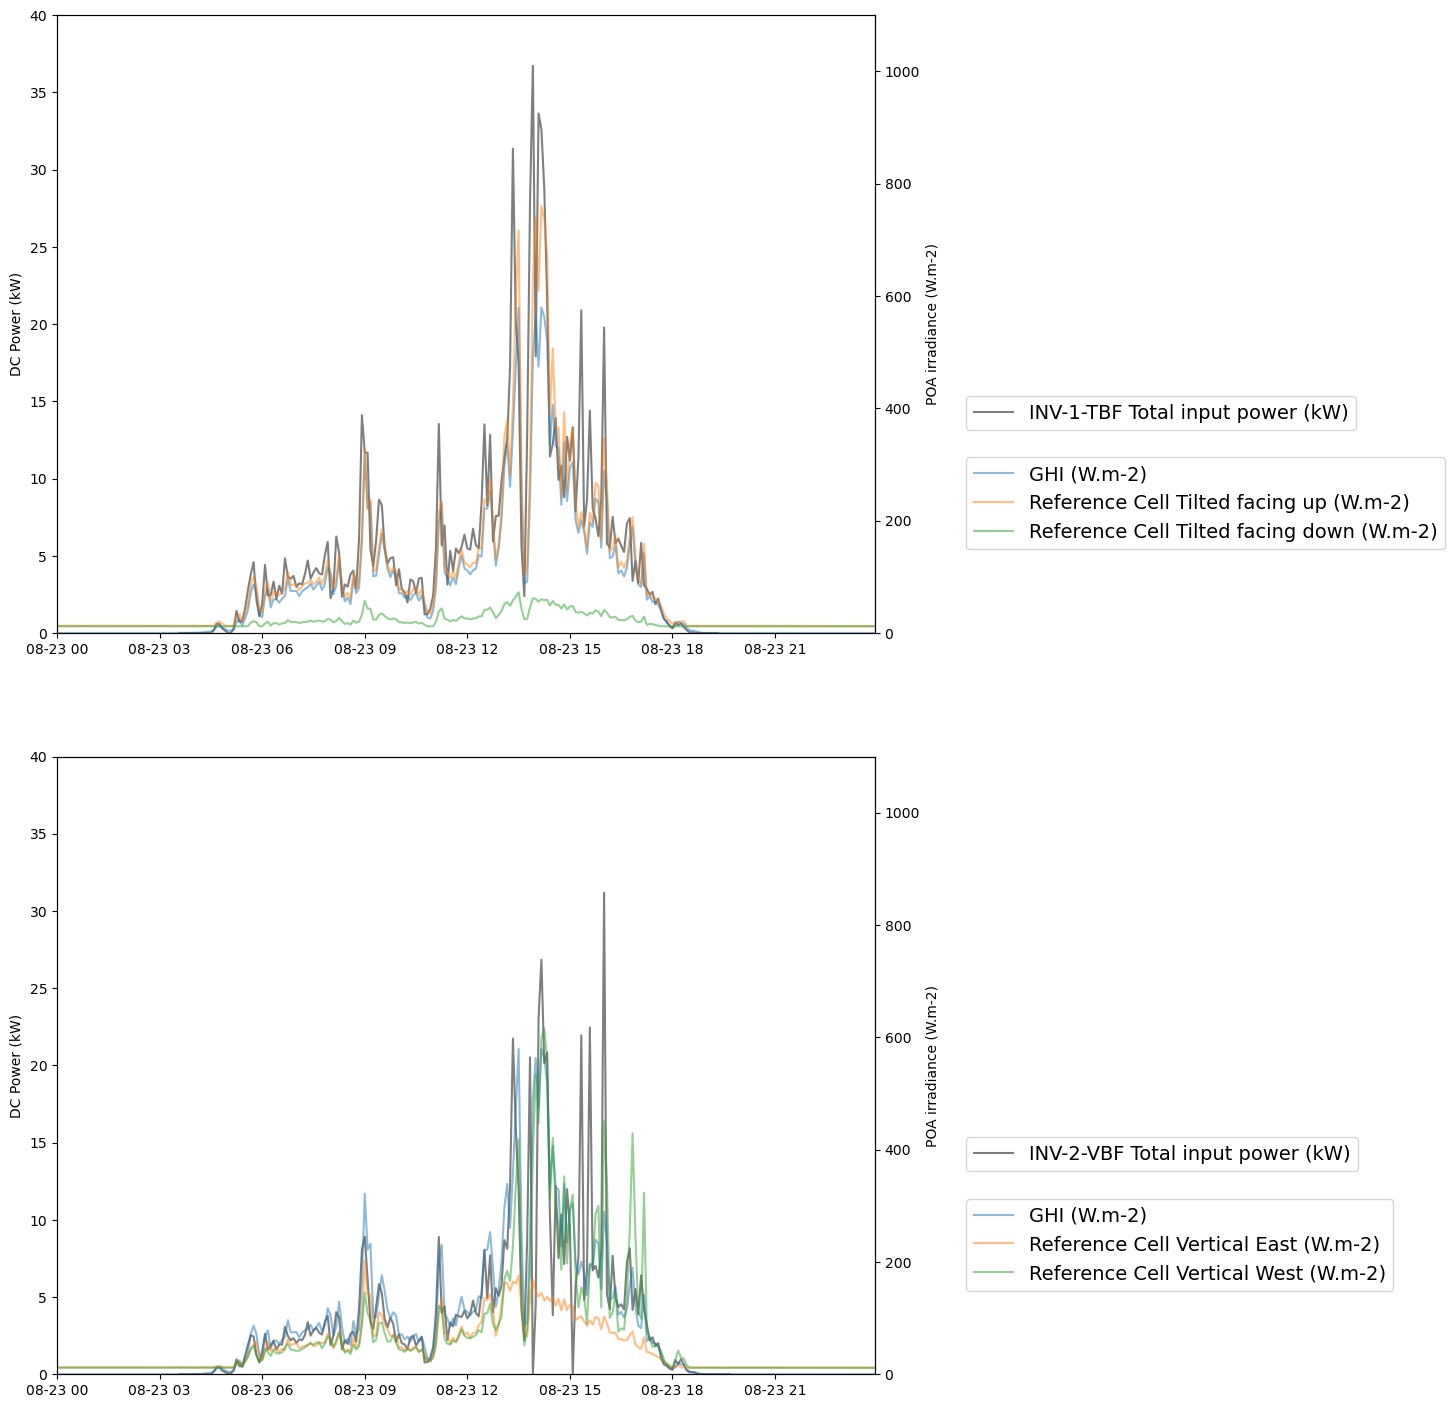 40
35
30
25
20
15
10
5
0
DC Power (kW)
1000
800
600
400
200
0
POA irradiance (W.m-2)
08-23 00 08-23 03 08-23 06 08-23 09 08-23 12 08-23 15 08-23 18 08-23 21
INV-1-TBF Total input power (kW)
GHI (W.m-2)
Reference Cell Tilted facing up (W.m-2)
Reference Cell Tilted facing down (W.m-2)
40
35
30
25
20
15
10
5
0
DC Power (kW)
1000
800
600
400
200
0
POA irradiance (W.m-2)
08-23 00 08-23 03 08-23 06 08-23 09 08-23 12 08-23 15 08-23 18 08-23 21
INV-2-VBF Total input power (kW)
GHI (W.m-2)
Reference Cell Vertical East (W.m-2)
Reference Cell Vertical West (W.m-2)